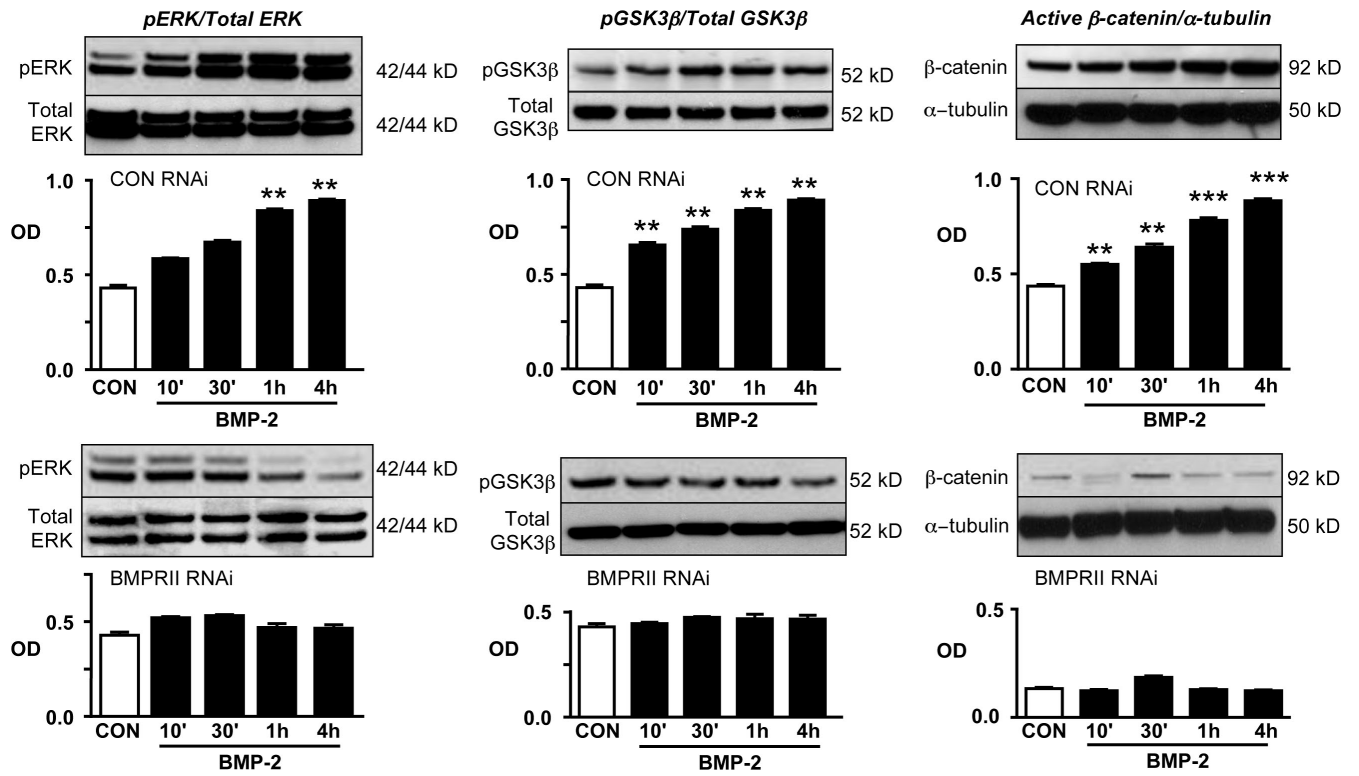 pERK/Total ERK
pERK
42/44 kD
Total
ERK
42/44 kD
CON RNAi
OD
1.0
0.5
0.0
** **
CON 10' 30' 1h 4h
BMP-2
pGSK3β/Total GSK3β
pGSK3β
52 kD
Total
GSK3β
52 kD
CON RNAi
OD
1.0
0.5
0.0
** ** ** **
CON 10' 30' 1h 4h
BMP-2
Active β-catenin/α-tubulin
β-catenin
92 kD
α-tubulin
50 kD
CON RNAi
OD
1.0
0.5
0.0
** ** *** ***
CON 10' 30' 1h 4h
BMP-2
pERK
42/44 kD
Total
ERK
42/44 kD
BMPRII RNAi
OD
0.5
0.0
CON 10' 30' 1h 4h
BMP-2
pGSK3β
52 kD
Total
GSK3β
52 kD
BMPRII RNAi
OD
0.5
0.0
CON 10' 30' 1h 4h
BMP-2
β-catenin
92 kD
α-tubulin
50 kD
BMPRII RNAi
OD
0.5
0.0
CON 10' 30' 1h 4h
BMP-2